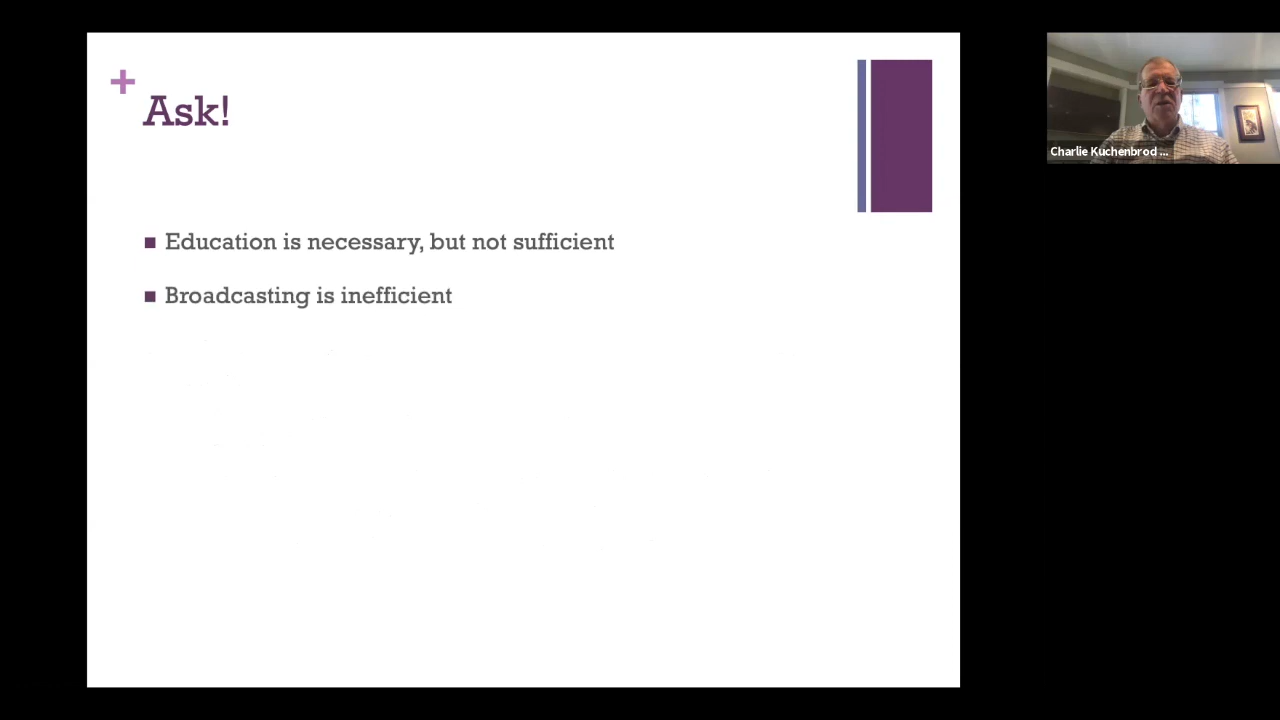 +
Ask!
Education is necessary, but not sufficient
Broadcasting is inefficient
Charlie Kuchenbrod ...